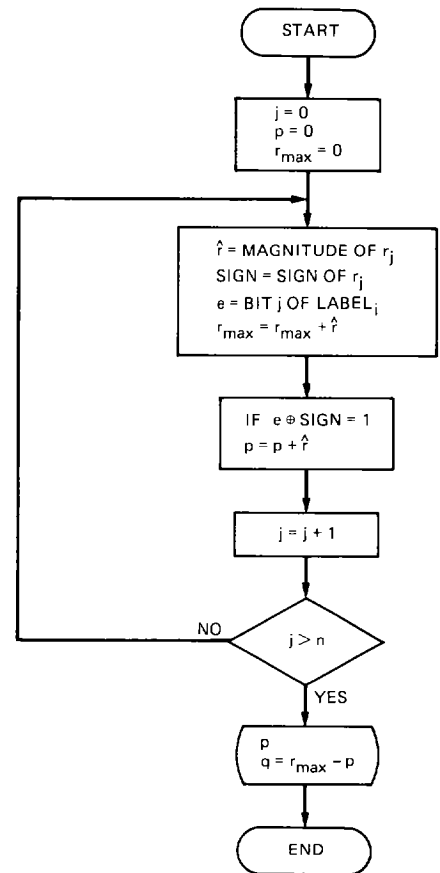 START
j = 0
p = 0
r_max = 0
r̂ = MAGNITUDE OF r_j
SIGN = SIGN OF r_j
e = BIT j OF LABEL_i
r_max = r_max + r̂
IF e ⊕ SIGN = 1
p = p + r̂
j = j + 1
NO
j > n
YES
p
q = r_max – p
END